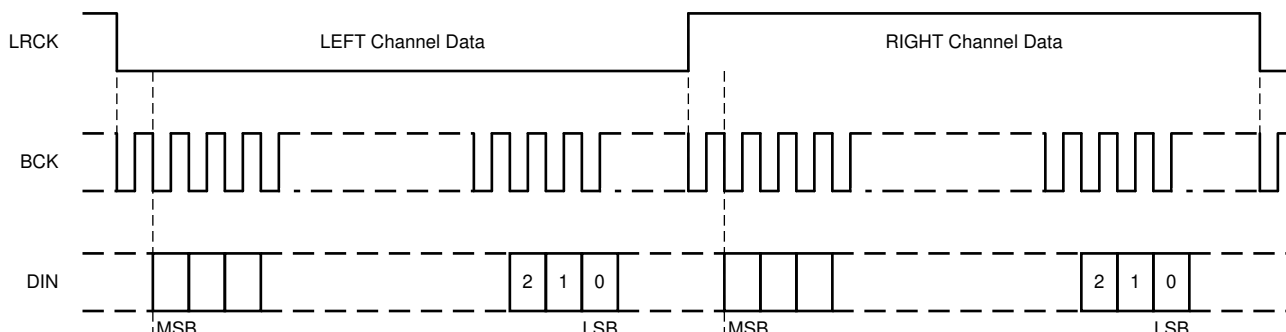 LRCK LEFT Channel Data RIGHT Channel Data
BCK
DIN 2 1 0 2 1 0
MSB LSB MSB LSB